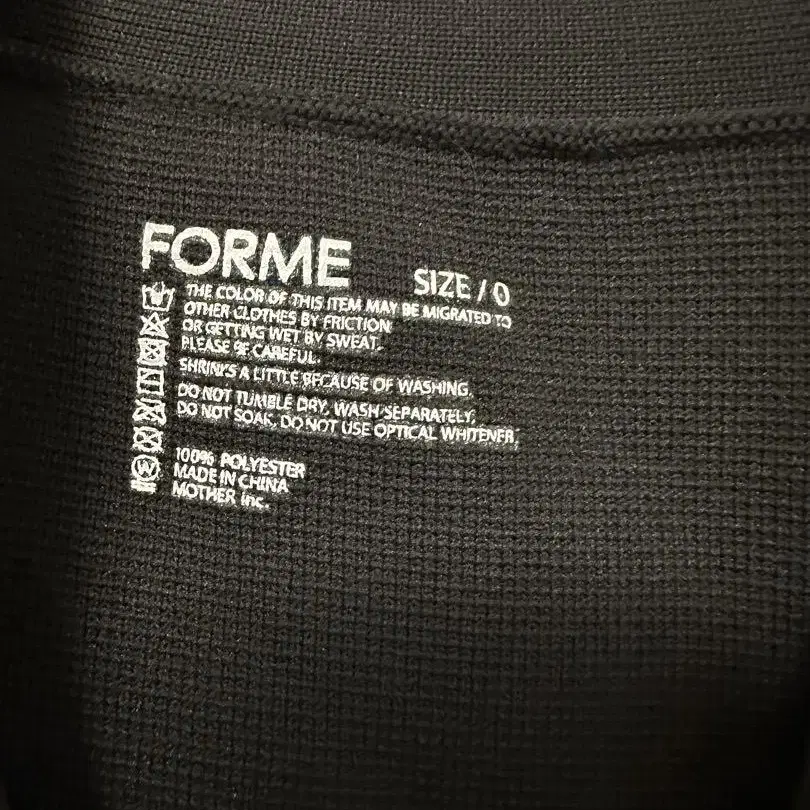 FORME
SIZE / 0
THE COLOR OF THIS ITEM MAY BE MIGRATED TO
OTHER CLOTHES BY FRICTION
OR GETTING WET BY SWEAT.
PLEASE BE CAREFUL.
SHRINKS A LITTLE BECAUSE OF WASHING.
DO NOT TUMBLE DRY, WASH SEPARATELY,
DO NOT SOAK, DO NOT USE OPTICAL WHITENER,
100% POLYESTER
MADE IN CHINA
MOTHER Inc.
W